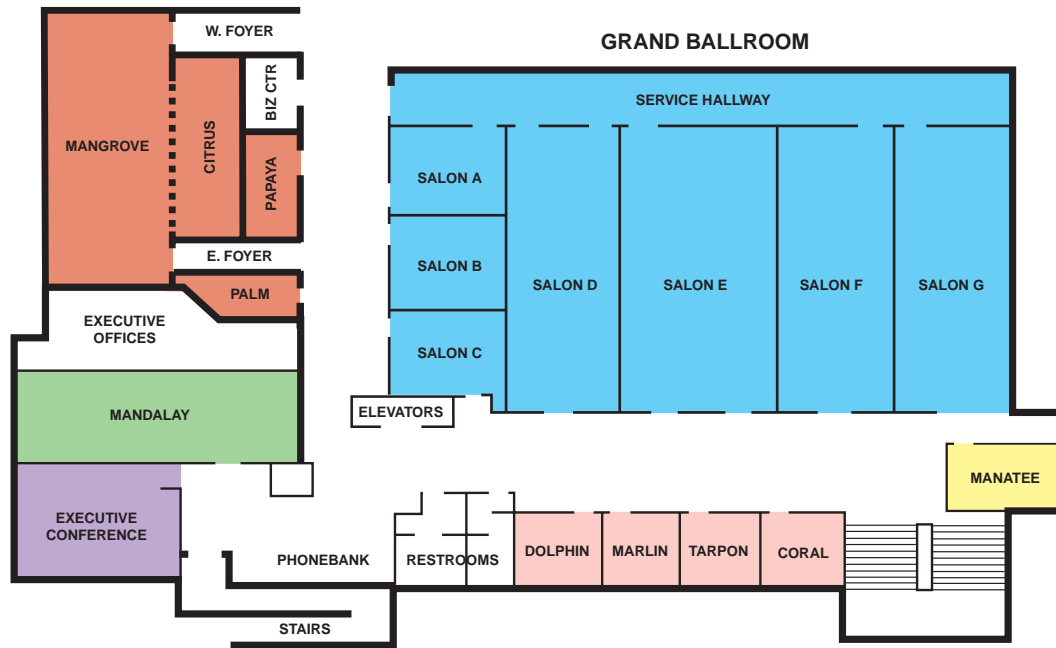 W. FOYER
GRAND BALLROOM
BIZ CTR
SERVICE HALLWAY
MANGROVE
CITRUS
PAPAYA
SALON A
E. FOYER
SALON B
PALM
SALON D
SALON E
SALON F
SALON G
EXECUTIVE
OFFICES
SALON C
MANDALAY
ELEVATORS
MANATEE
EXECUTIVE
CONFERENCE
PHONEBANK
RESTROOMS
DOLPHIN
MARLIN
TARPON
CORAL
STAIRS